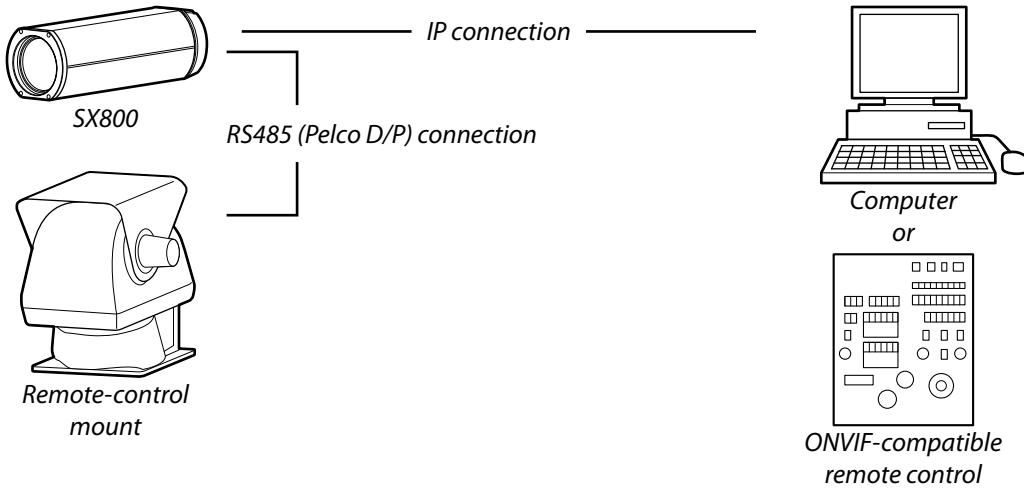 IP connection
SX800
RS485 (Pelco D/P) connection
Computer
or
Remote-control
mount
ONVIF-compatible
remote control